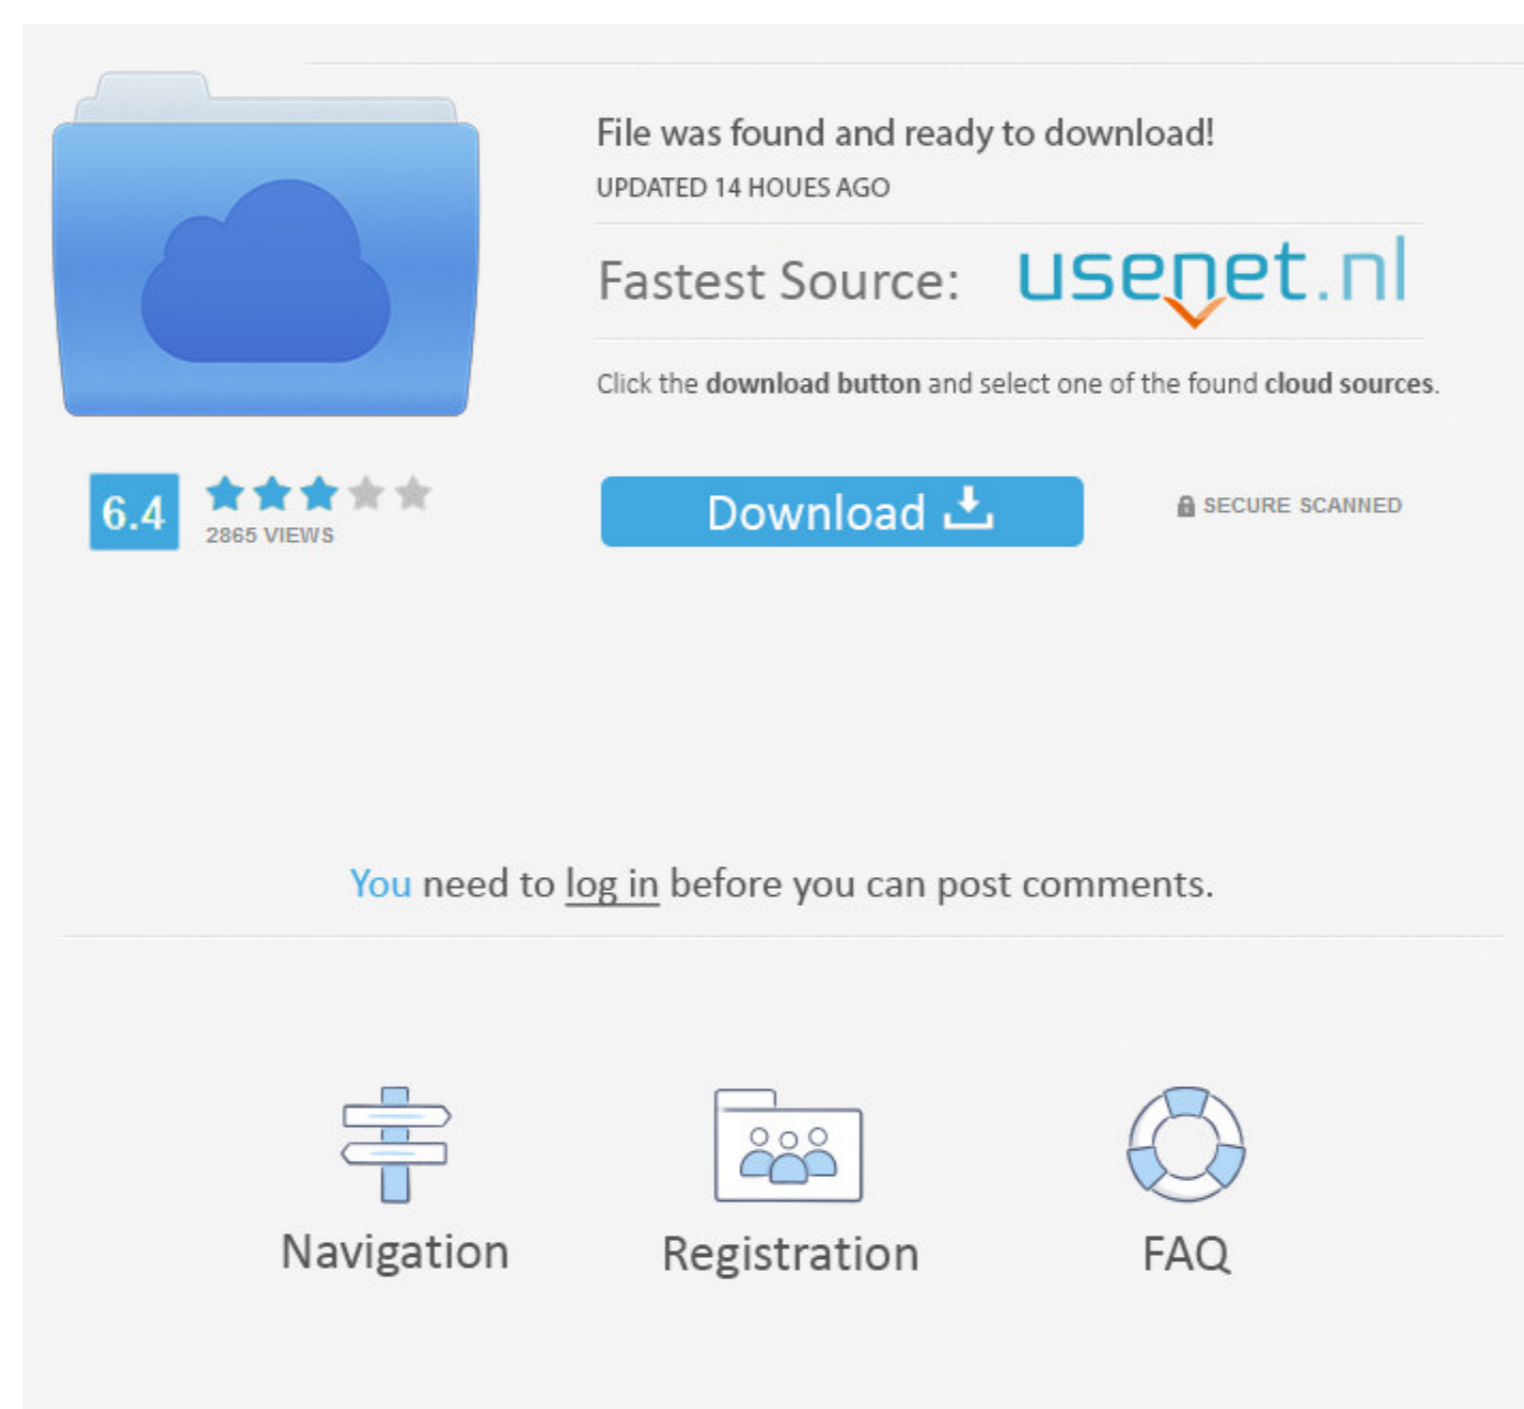 File was found and ready to download!
UPDATED 14 HOUES AGO
Fastest Source: usenet.nl
Click the download button and select one of the found cloud sources.
6.4
2865 VIEWS
Download
SECURE SCANNED
You need to log in before you can post comments.
Navigation
Registration
FAQ